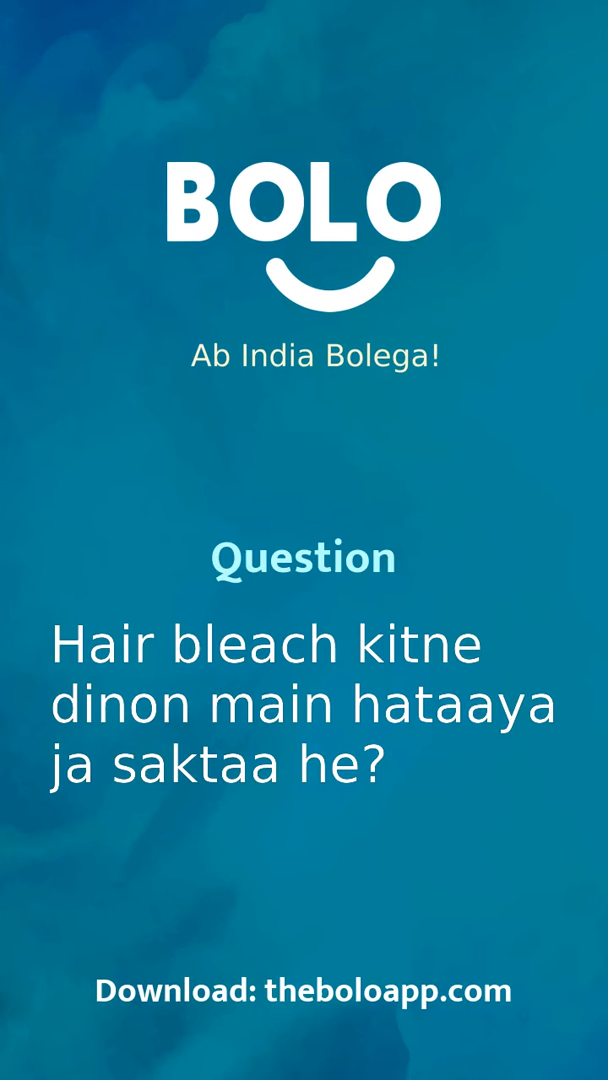 BOLO
Ab India Bolega!
Question
Hair bleach kitne
dinon main hataaya
ja saktaa he?
Download: theboloapp.com